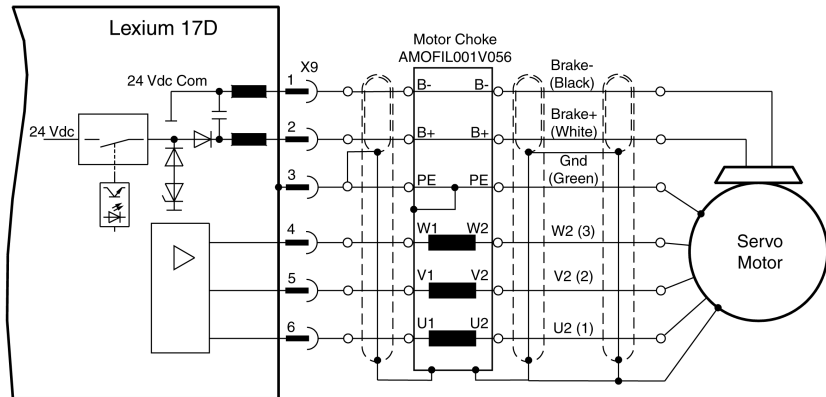 Lexium 17D
Motor Choke
AMOFIL001V056
X9
24 Vdc Com
1
B-
B-
Brake-
(Black)
24 Vdc
2
B+
B+
Brake+
(White)
3
PE
PE
Gnd
(Green)
4
W1
W2
W2 (3)
5
V1
V2
V2 (2)
6
U1
U2
U2 (1)
Servo
Motor